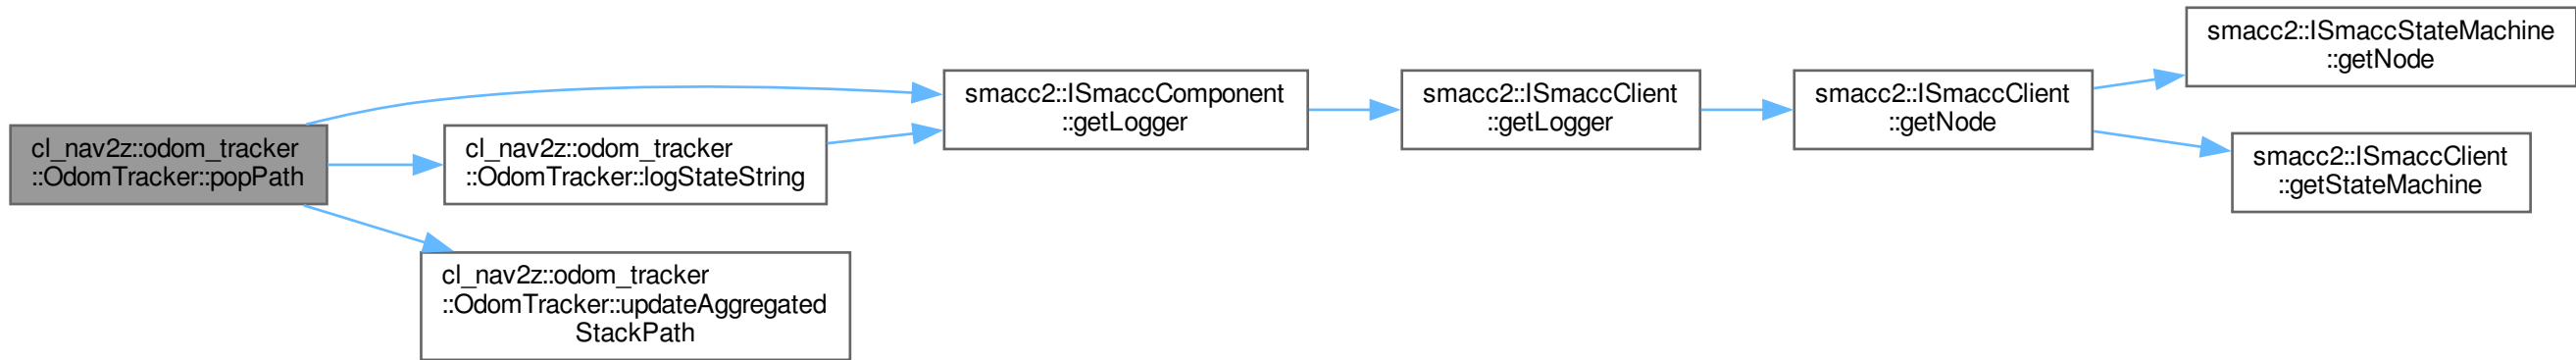 cl_nav2z::odom_tracker
::OdomTracker::popPath
cl_nav2z::odom_tracker
::OdomTracker::logStateString
cl_nav2z::odom_tracker
::OdomTracker::updateAggregated
StackPath
smacc2::ISmaccComponent
::getLogger
smacc2::ISmaccClient
::getLogger
smacc2::ISmaccClient
::getNode
smacc2::ISmaccStateMachine
::getNode
smacc2::ISmaccClient
::getStateMachine